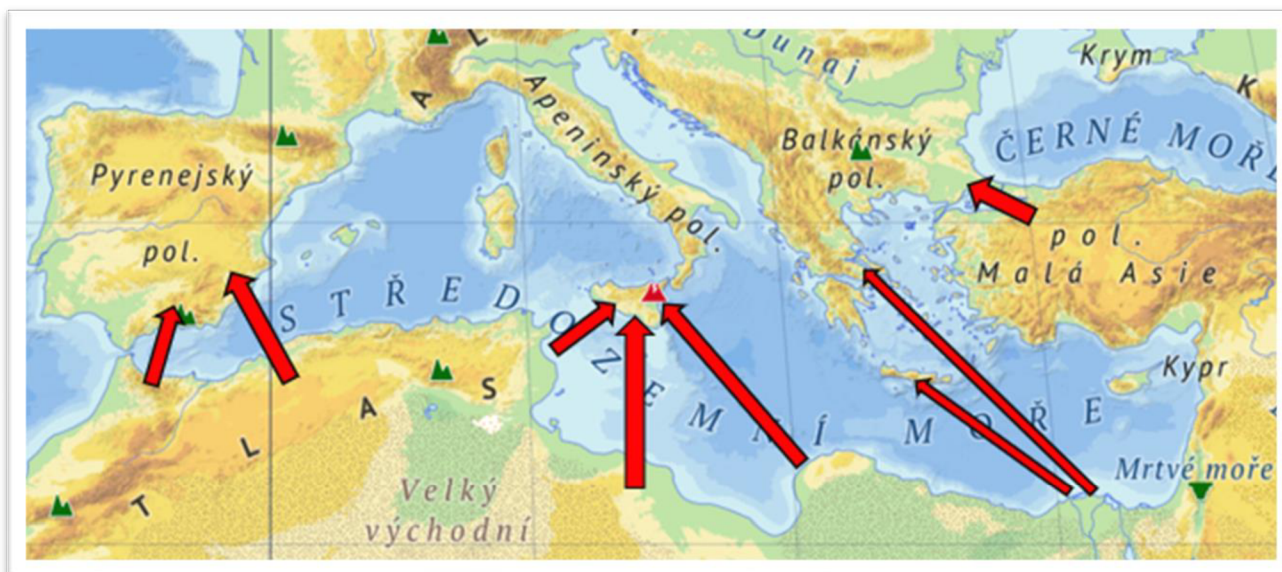 Dunaj
Krym
K
A L
Apeninský pol.
Balkánský
pol.
ČERNÉ MOŘE
Pyrenejský
pol.
pol.
Malá Asie
STŘEDOZEMNÍ MOŘE
Kypr
ATLAS
Mrtvé moře
Velký
východní